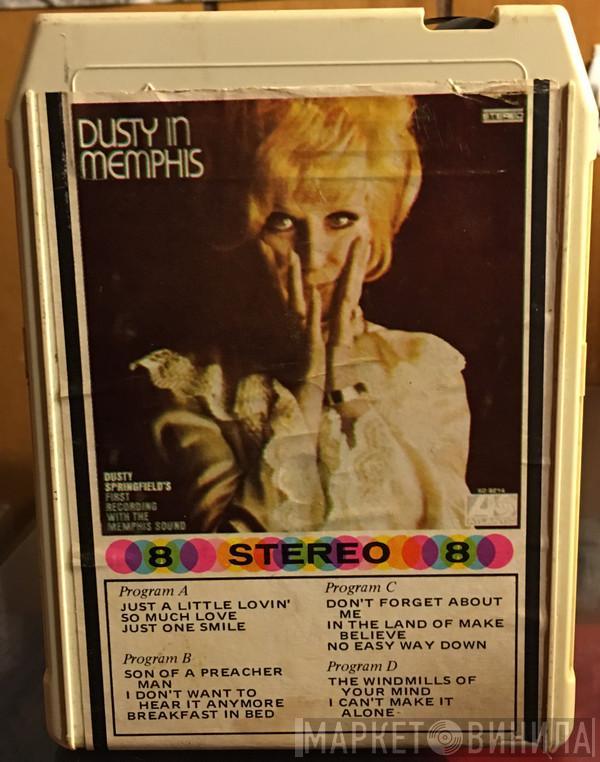 DUSTY IN
MEMPHIS
STEREO
DUSTY
SPRINGFIELD'S
FIRST
RECORDING
WITH THE
MEMPHIS SOUND
8 STEREO 8
Program A
JUST A LITTLE LOVIN'
SO MUCH LOVE
JUST ONE SMILE
Program B
SON OF A PREACHER
MAN
I DON'T WANT TO
HEAR IT ANYMORE
BREAKFAST IN BED
Program C
DON'T FORGET ABOUT
ME
IN THE LAND OF MAKE
BELIEVE
NO EASY WAY DOWN
Program D
THE WINDMILLS OF
YOUR MIND
I CAN'T MAKE IT
ALONE
МАРКЕТ ВИНИЛА